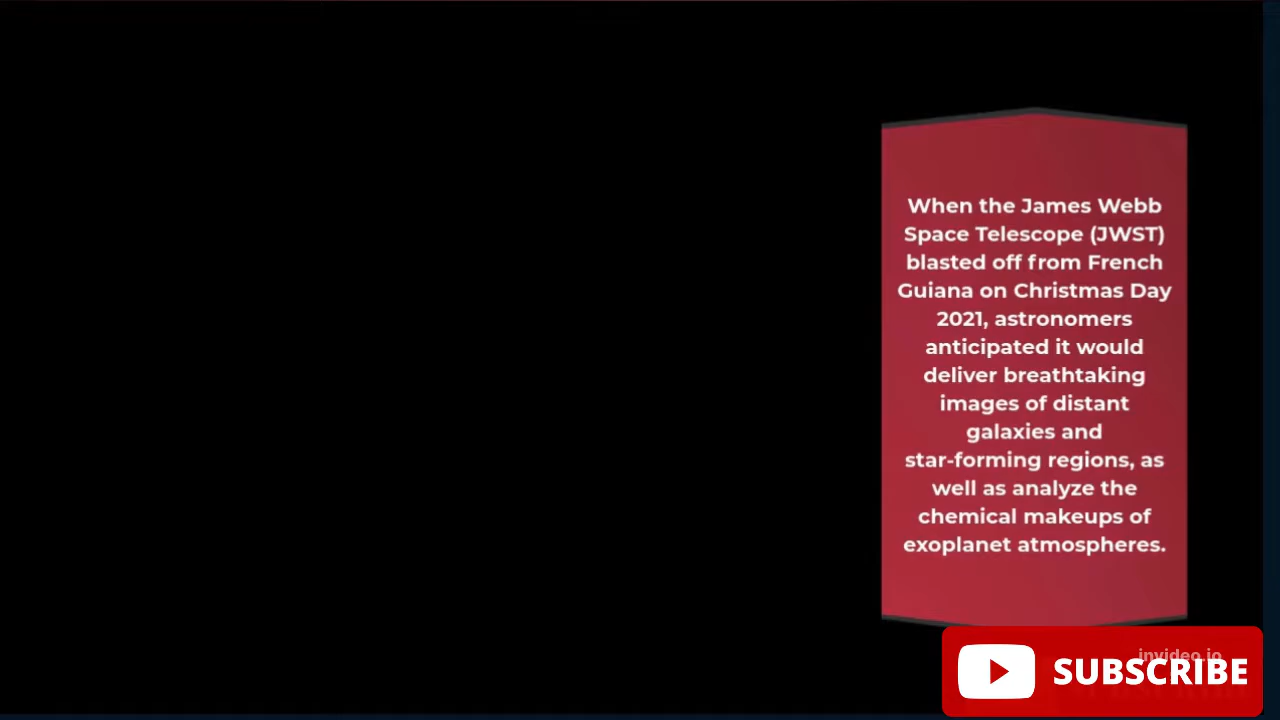 When the James Webb
Space Telescope (JWST)
blasted off from French
Guiana on Christmas Day
2021, astronomers
anticipated it would
deliver breathtaking
images of distant
galaxies and
star-forming regions, as
well as analyze the
chemical makeups of
exoplanet atmospheres.
invideo.io
SUBSCRIBE